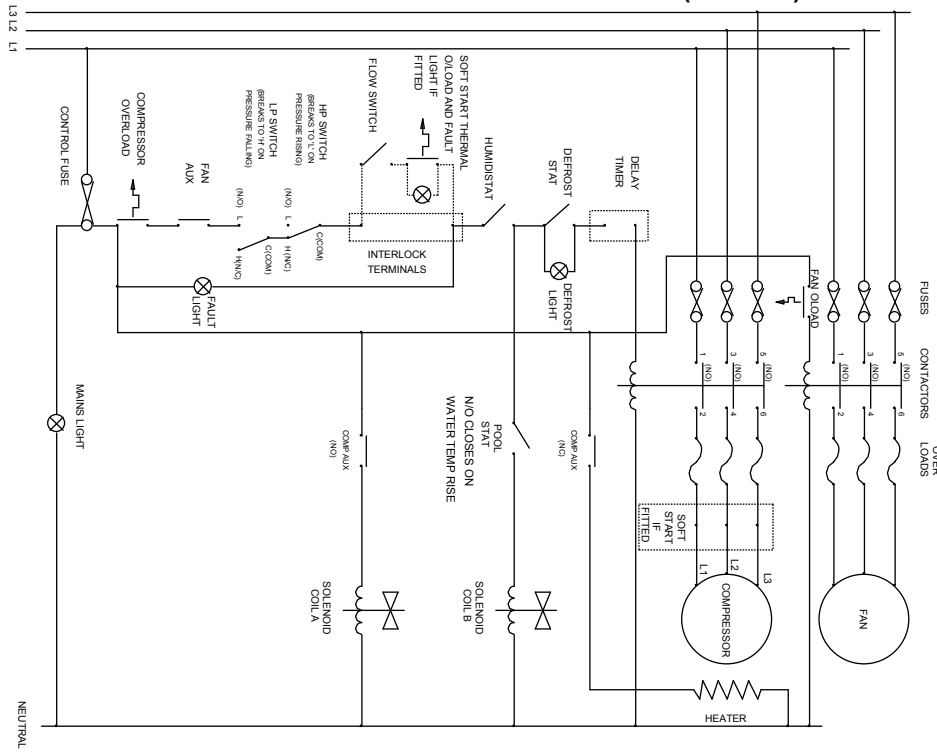 L3
L2
L1
CONTROL FUSE
COMPRESSOR
OVERLOAD
FAN
AUX
LP SWITCH
(BREAKS TO 'H' ON
PRESSURE FALLING)
HP SWITCH
(BREAKS TO 'L' ON
PRESSURE RISING)
FLOW SWITCH
SOFT START THERMAL
O/LOAD AND FAULT
LIGHT IF
FITTED
HUMIDISTAT
DEFROST
STAT
DELAY
TIMER
(N/O) L
C(COM)
H(N/C)
(N/O) L
C(COM)
H (N/C)
INTERLOCK
TERMINALS
FAULT
LIGHT
DEFROST
LIGHT
FAN OLOAD
FUSES
CONTACTORS
OVER
LOADS
1
(NO)
2
3
(NO)
4
5
(NO)
6
1
(NO)
2
3
(NO)
4
5
(NO)
6
MAINS LIGHT
COMP AUX
(NO)
POOL
STAT
N/O CLOSES ON
WATER TEMP RISE
COMP AUX
(NC)
SOFT
START
IF
FITTED
L1
L2
L3
COMPRESSOR
FAN
SOLENOID
COIL A
SOLENOID
COIL B
HEATER
NEUTRAL